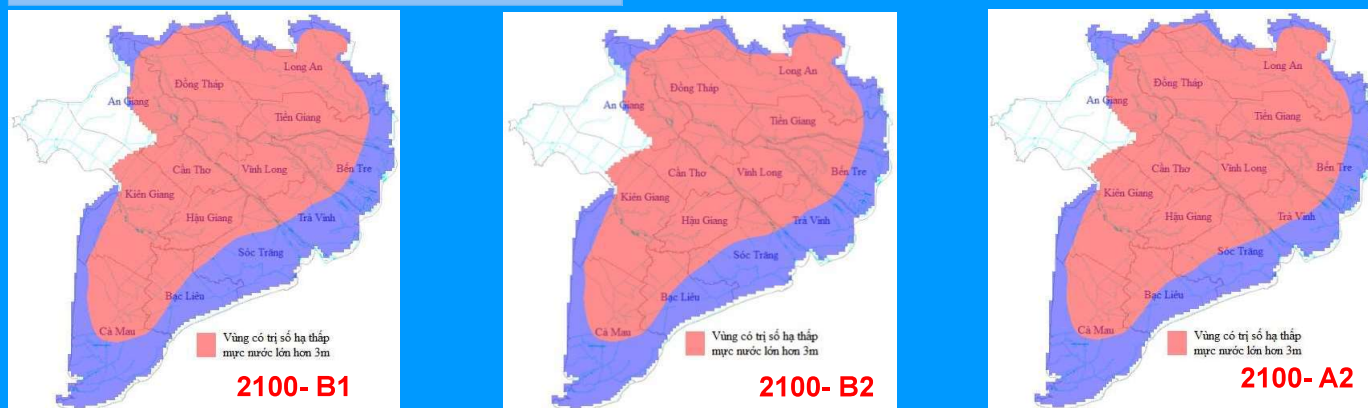 Long An
Đồng Tháp
An Giang
Tiền Giang
Cần Thơ
Vĩnh Long
Bến Tre
Kiên Giang
Hậu Giang
Trà Vinh
Sóc Trăng
Bạc Liêu
Cà Mau
Vùng có trị số hạ thấp
mực nước lớn hơn 3m
2100- B1
Long An
Đồng Tháp
An Giang
Tiền Giang
Cần Thơ
Vĩnh Long
Bến Tre
Kiên Giang
Hậu Giang
Trà Vinh
Sóc Trăng
Bạc Liêu
Cà Mau
Vùng có trị số hạ thấp
mực nước lớn hơn 3m
2100- B2
Long An
Đồng Tháp
An Giang
Tiền Giang
Cần Thơ
Vĩnh Long
Bến Tre
Kiên Giang
Hậu Giang
Trà Vinh
Sóc Trăng
Bạc Liêu
Cà Mau
Vùng có trị số hạ thấp
mực nước lớn hơn 3m
2100- A2